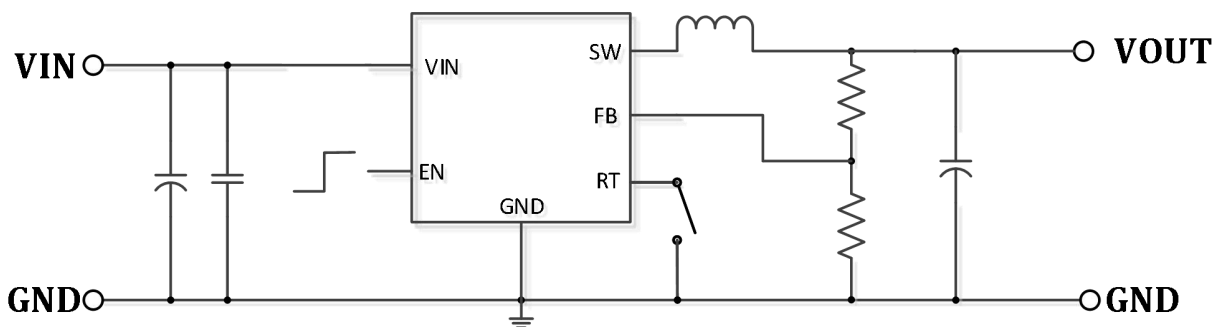 VIN
VIN
EN
GND
SW
FB
RT
VOUT
GND
GND